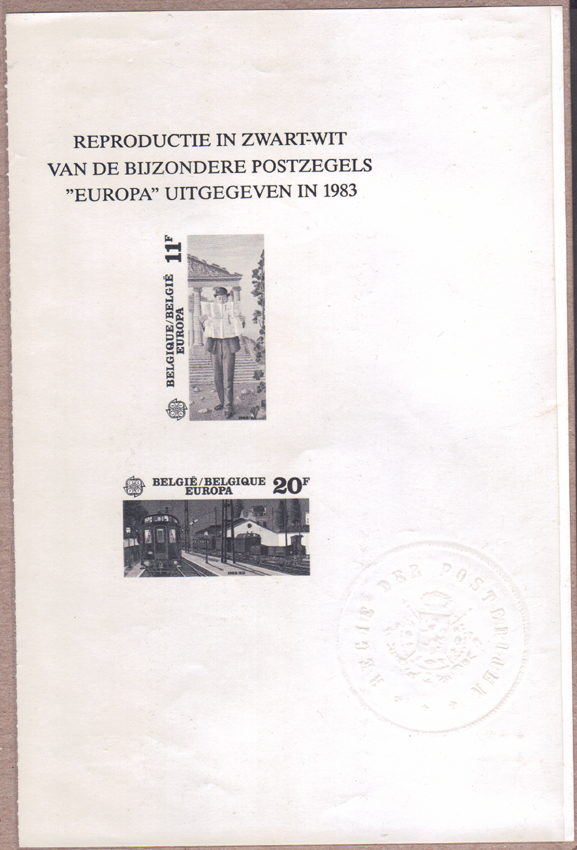 REPRODUCTIE IN ZWART-WIT
VAN DE BIJZONDERE POSTZEGELS
"EUROPA" UITGEGEVEN IN 1983
BELGIQUE/BELGIË 11F
EUROPA
BELGIË/BELGIQUE 20F
EUROPA
REGIE DER POSTERIJEN